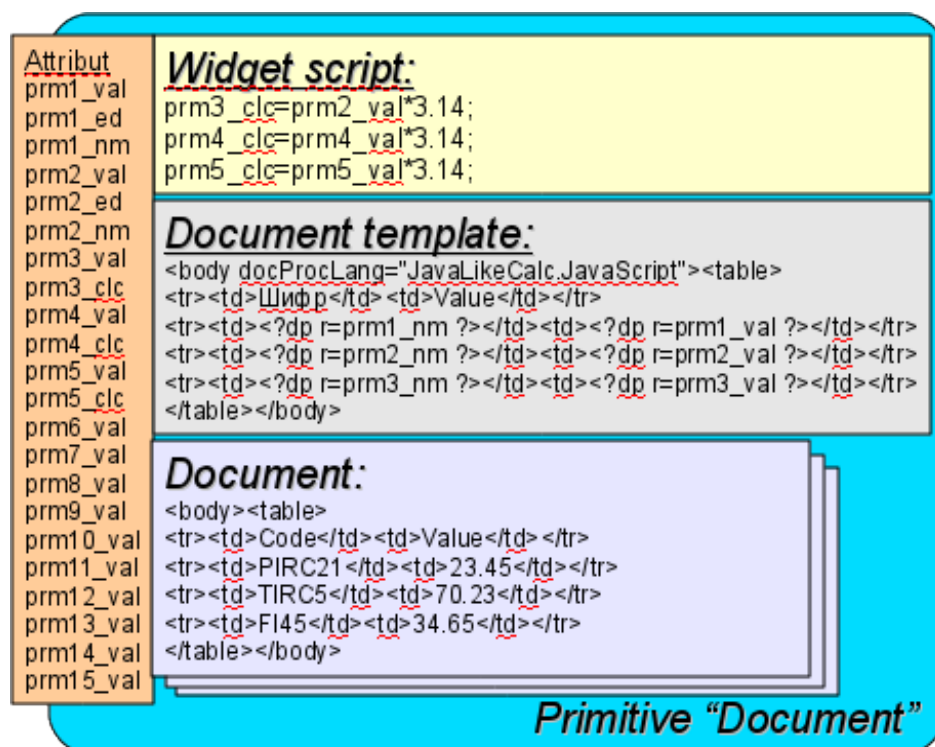 Attribut
prm1_val
prm1_ed
prm1_nm
prm2_val
prm2_ed
prm2_nm
prm3_val
prm3_clc
prm4_val
prm4_clc
prm5_val
prm5_clc
prm6_val
prm7_val
prm8_val
prm9_val
prm10_val
prm11_val
prm12_val
prm13_val
prm14_val
prm15_val
Widget script:
prm3_clc=prm2_val*3.14;
prm4_clc=prm4_val*3.14;
prm5_clc=prm5_val*3.14;
Document template:
<body docProcLang="JavaLikeCalc.JavaScript"><table>
<tr><td>Шифр</td> <td>Value</td></tr>
<tr><td><?dp r=prm1_nm ?></td><td><?dp r=prm1_val ?></td></tr>
<tr><td><?dp r=prm2_nm ?></td><td><?dp r=prm2_val ?></td></tr>
<tr><td><?dp r=prm3_nm ?></td><td><?dp r=prm3_val ?></td></tr>
</table></body>
Document:
<body><table>
<tr><td>Code</td><td>Value</td> </tr>
<tr><td>PIRC21</td><td>23.45</td></tr>
<tr><td>TIRC5</td><td>70.23</td></tr>
<tr><td>FI45</td><td>34.65</td></tr>
</table></body>
Primitive “Document”